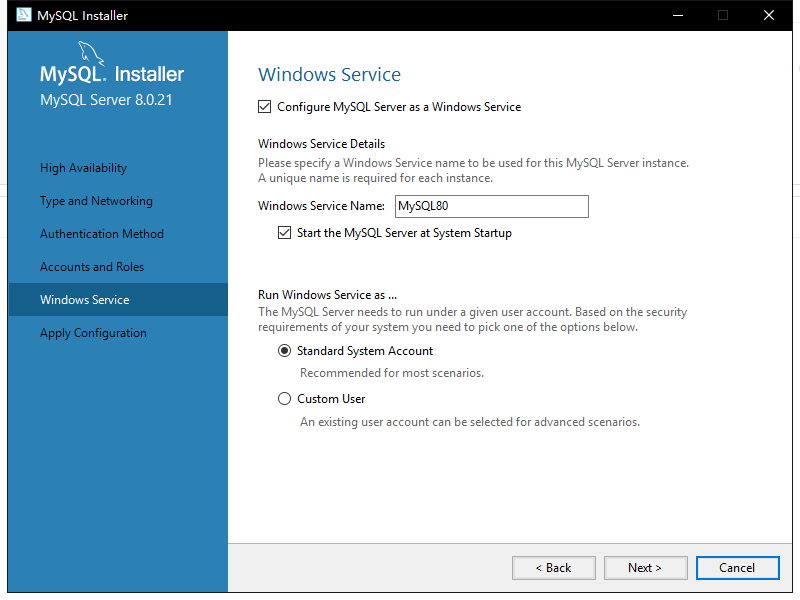 MySQL Installer
MySQL. Installer
MySQL Server 8.0.21
High Availability
Type and Networking
Authentication Method
Accounts and Roles
Windows Service
Apply Configuration
Windows Service
Configure MySQL Server as a Windows Service
Windows Service Details
Please specify a Windows Service name to be used for this MySQL Server instance.
A unique name is required for each instance.
Windows Service Name: MySQL80
Start the MySQL Server at System Startup
Run Windows Service as ...
The MySQL Server needs to run under a given user account. Based on the security
requirements of your system you need to pick one of the options below.
Standard System Account
Recommended for most scenarios.
Custom User
An existing user account can be selected for advanced scenarios.
< Back Next > Cancel